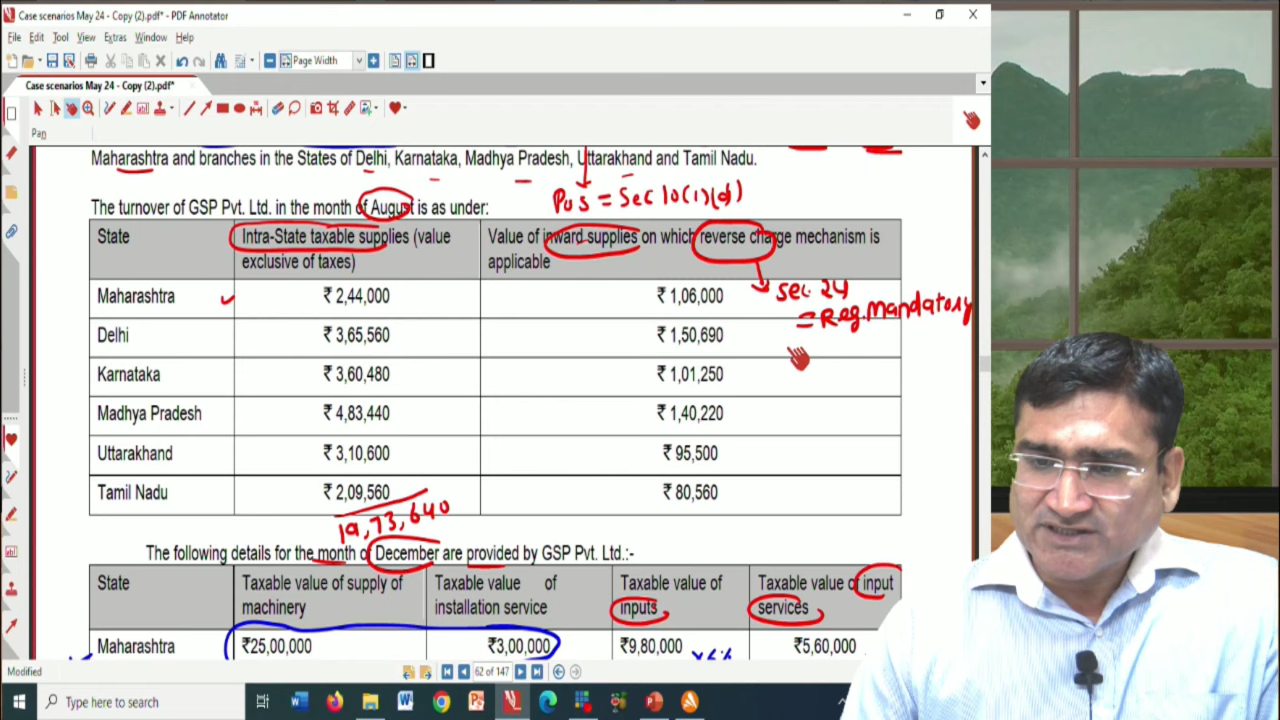 Case scenarios May 24 - Copy (2).pdf* - PDF Annotator
File Edit Tool View Extras Window Help
Page Width
Case scenarios May 24 - Copy (2).pdf*
Pan
Maharashtra and branches in the States of Delhi, Karnataka, Madhya Pradesh, Uttarakhand and Tamil Nadu.
PoS = Sec 10(1)(d)
The turnover of GSP Pvt. Ltd. in the month of August is as under:
State Intra-State taxable supplies (value exclusive of taxes) Value of inward supplies on which reverse charge mechanism is applicable
Maharashtra ₹ 2,44,000 ₹ 1,06,000
Sec. 24
= Reg. Mandatory
Delhi ₹ 3,65,560 ₹ 1,50,690
Karnataka ₹ 3,60,480 ₹ 1,01,250
Madhya Pradesh ₹ 4,83,440 ₹ 1,40,220
Uttarakhand ₹ 3,10,600 ₹ 95,500
Tamil Nadu ₹ 2,09,560 ₹ 80,560
19,73,640
The following details for the month of December are provided by GSP Pvt. Ltd.:-
State Taxable value of supply of machinery Taxable value of installation service Taxable value of inputs Taxable value of input services
Maharashtra ₹25,00,000 ₹3,00,000 ₹9,80,000 ₹5,60,000
Modified
62 of 147
Type here to search